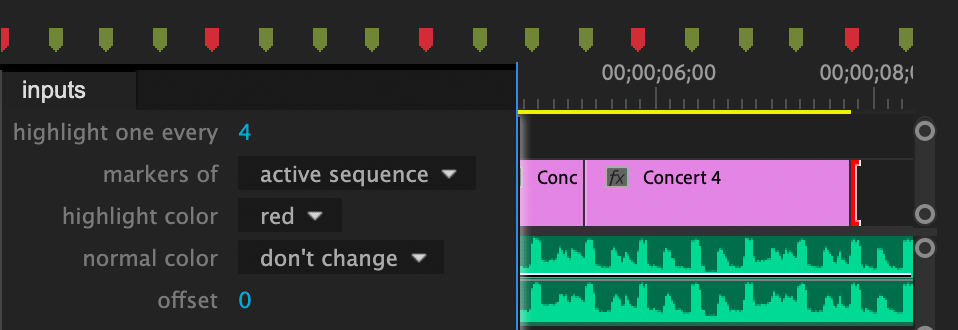 00;00;06;00 00;00;08;0
inputs
highlight one every 4
markers of active sequence
highlight color red
normal color don't change
offset 0
Conc fx Concert 4